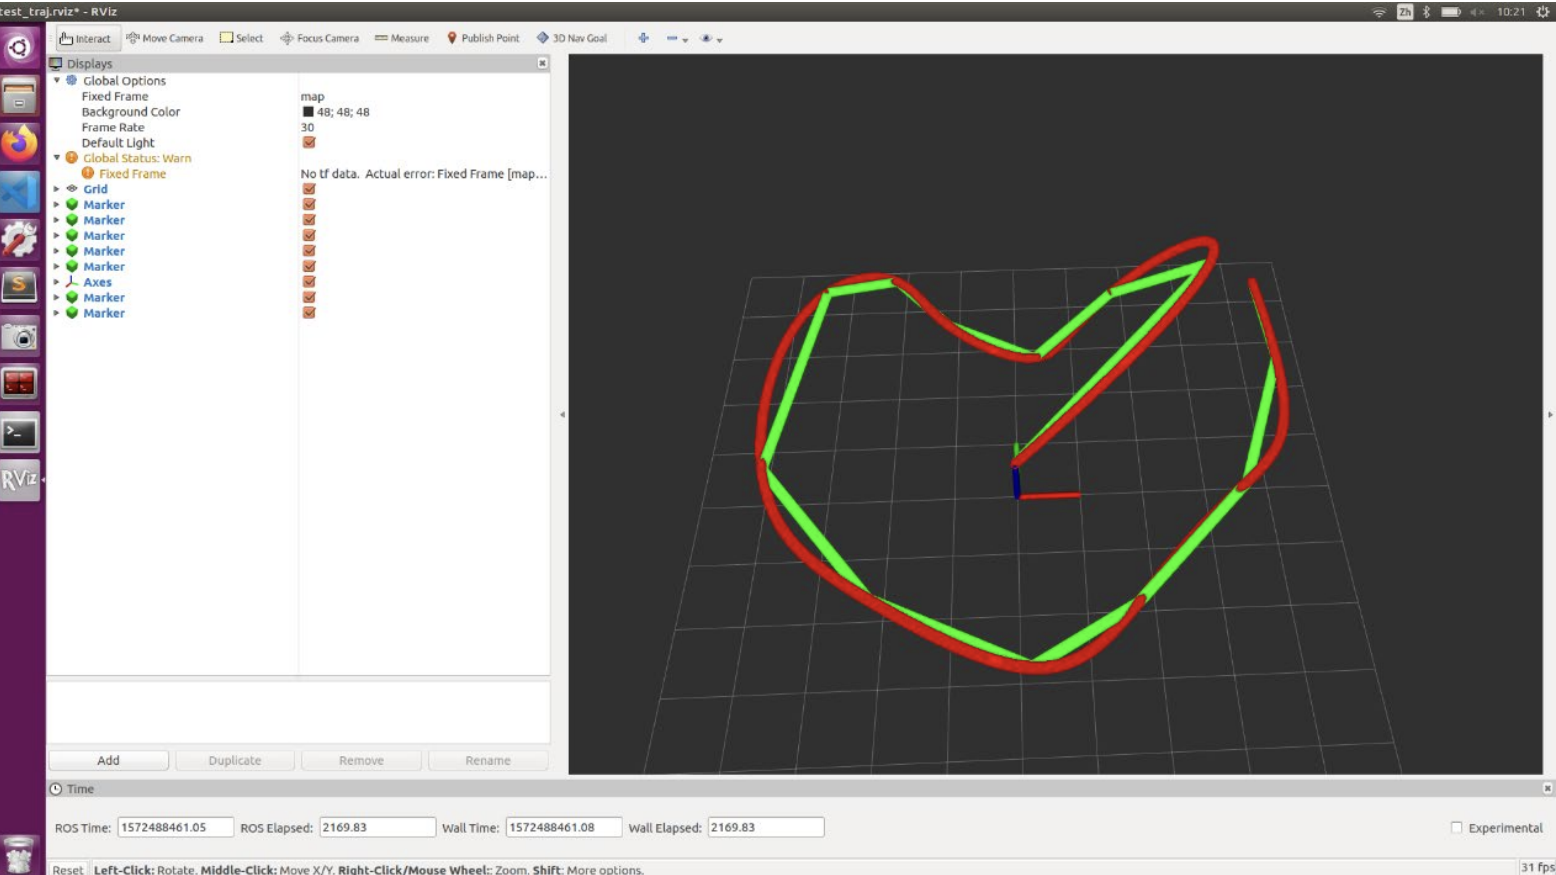 test_traj.rviz* - RViz
Zh
10:21
Interact
Move Camera
Select
Focus Camera
Measure
Publish Point
3D Nav Goal
Displays
Global Options
Fixed Frame map
Background Color 48; 48; 48
Frame Rate 30
Default Light
Global Status: Warn
Fixed Frame No tf data. Actual error: Fixed Frame [map...
Grid
Marker
Marker
Marker
Marker
Marker
Axes
Marker
Marker
RViz
Add
Duplicate
Remove
Rename
Time
ROS Time: 1572488461.05
ROS Elapsed: 2169.83
Wall Time: 1572488461.08
Wall Elapsed: 2169.83
Experimental
Reset
Left-Click: Rotate. Middle-Click: Move X/Y. Right-Click/Mouse Wheel:: Zoom. Shift: More options.
31 fps